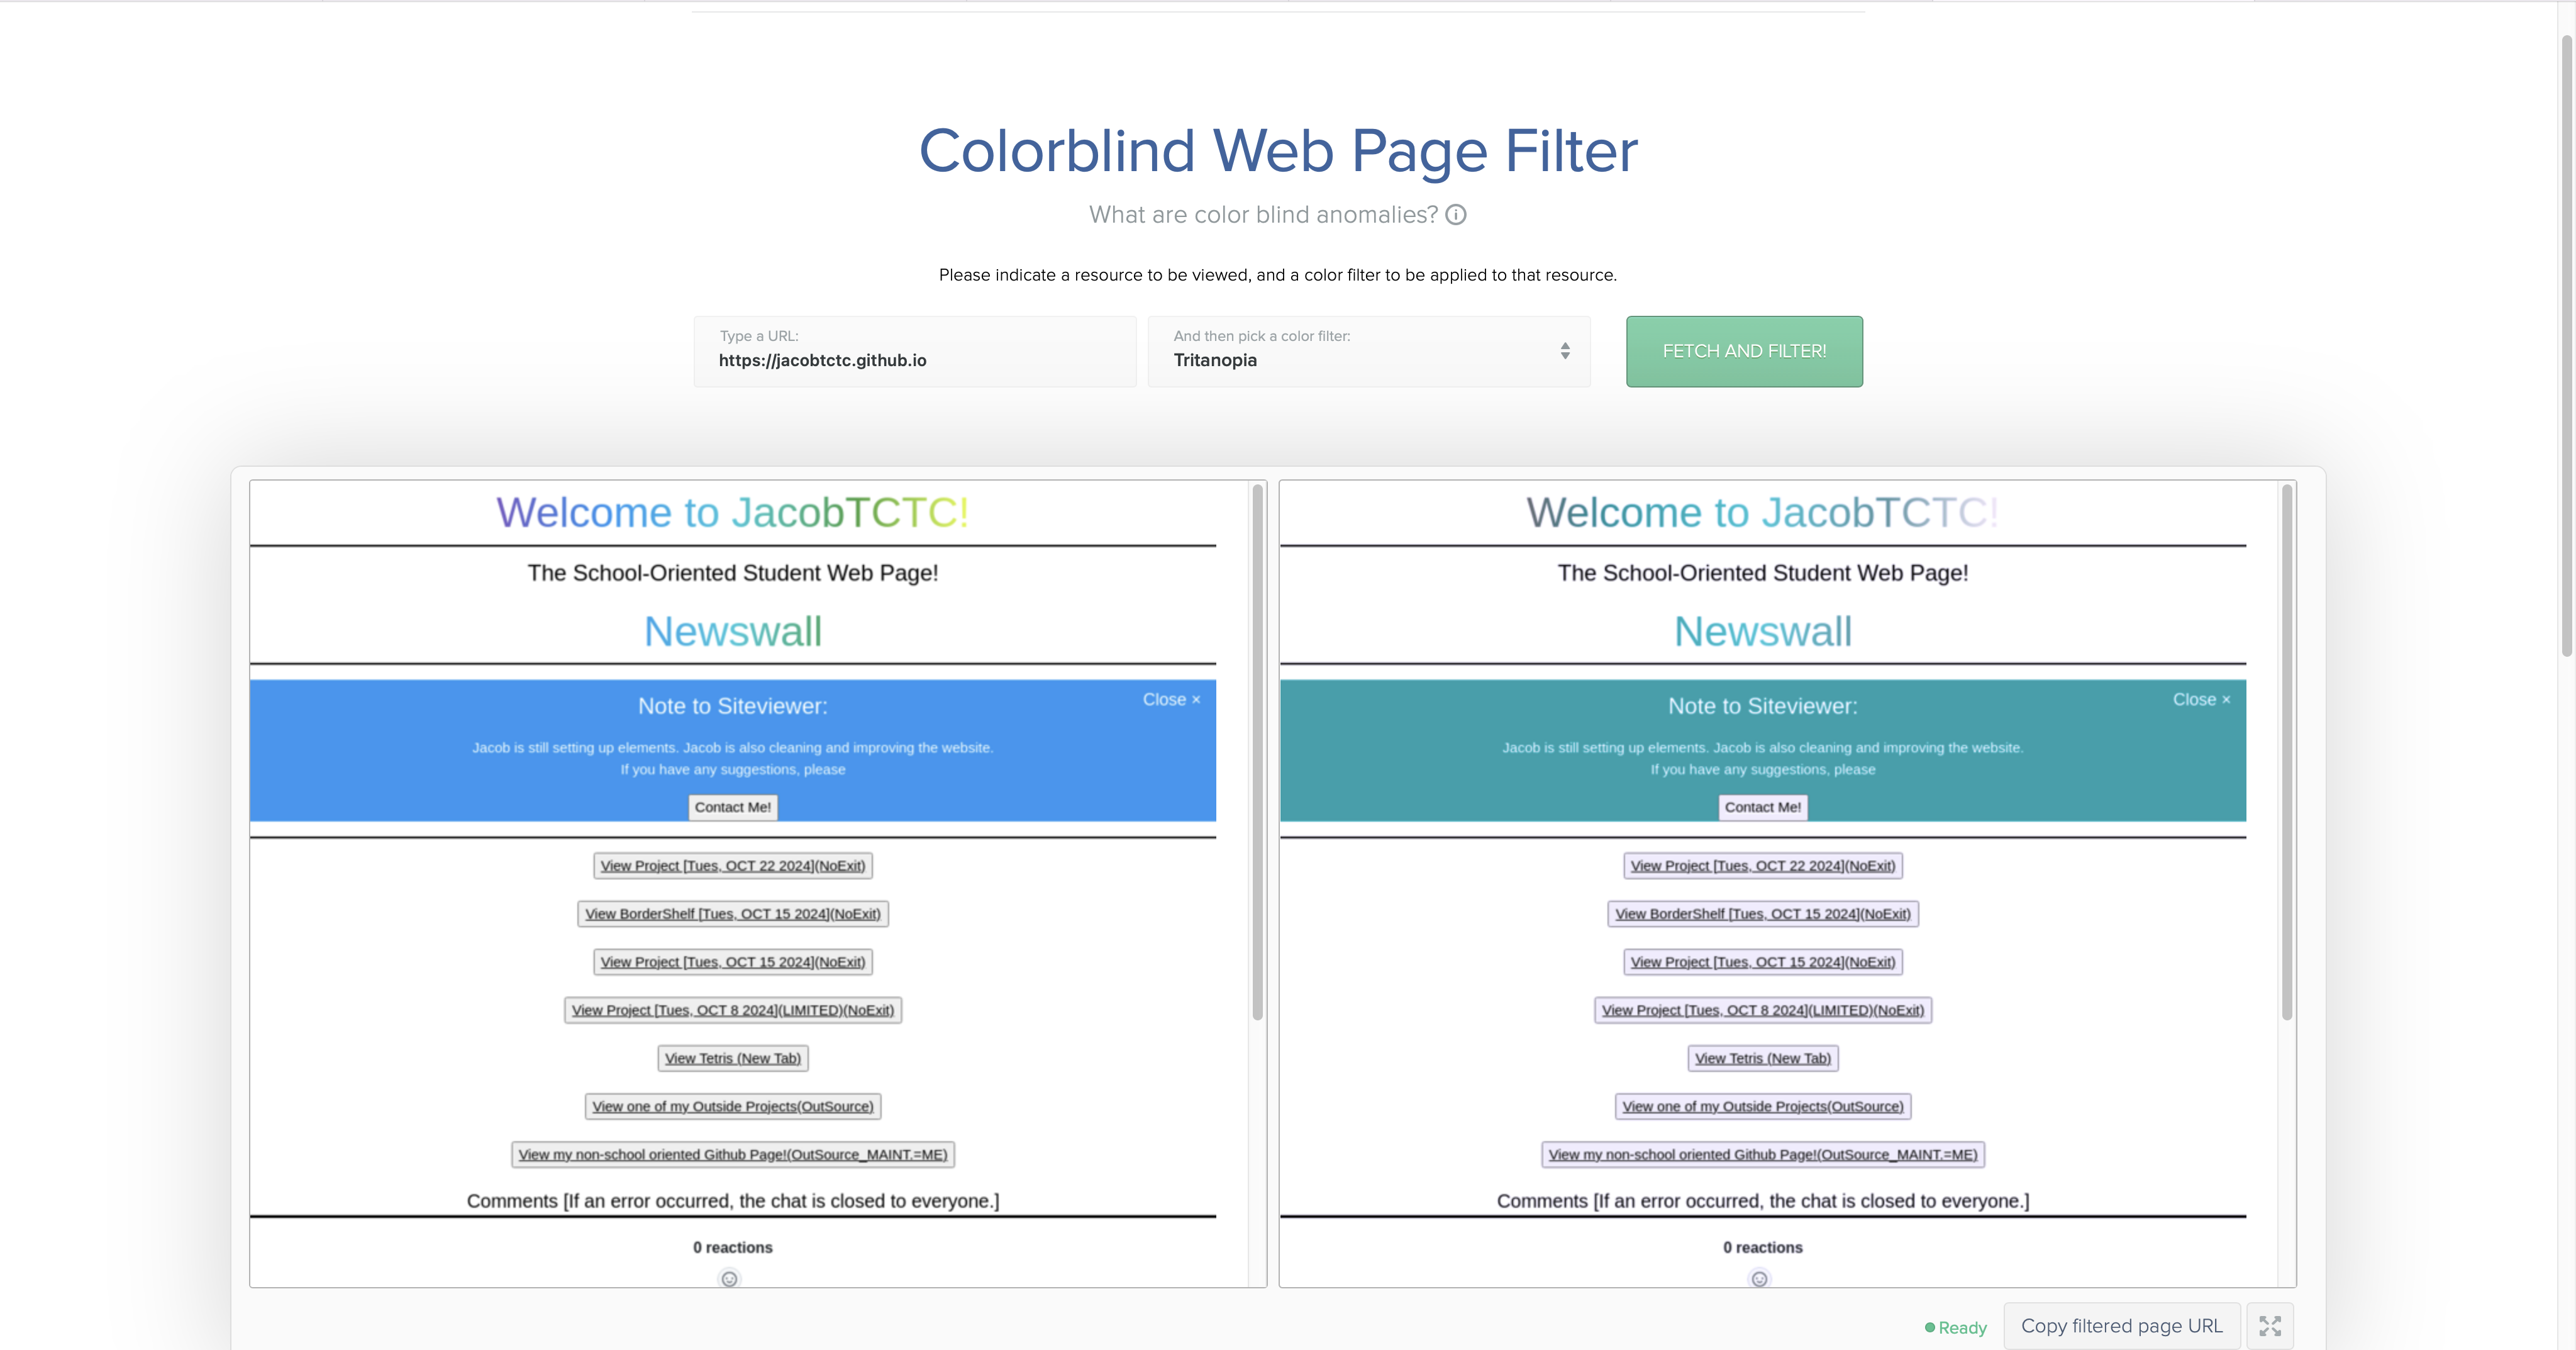 Colorblind Web Page Filter
What are color blind anomalies?
Please indicate a resource to be viewed, and a color filter to be applied to that resource.
Type a URL:
https://jacobtctc.github.io
And then pick a color filter:
Tritanopia
FETCH AND FILTER!
Welcome to JacobTCTC!
The School-Oriented Student Web Page!
Newswall
Close ×
Note to Siteviewer:
Jacob is still setting up elements. Jacob is also cleaning and improving the website.
If you have any suggestions, please
Contact Me!
View Project [Tues, OCT 22 2024](NoExit)
View BorderShelf [Tues, OCT 15 2024](NoExit)
View Project [Tues, OCT 15 2024](NoExit)
View Project [Tues, OCT 8 2024](LIMITED)(NoExit)
View Tetris (New Tab)
View one of my Outside Projects(OutSource)
View my non-school oriented Github Page!(OutSource_MAINT.=ME)
Comments [If an error occurred, the chat is closed to everyone.]
0 reactions
Welcome to JacobTCTC!
The School-Oriented Student Web Page!
Newswall
Close ×
Note to Siteviewer:
Jacob is still setting up elements. Jacob is also cleaning and improving the website.
If you have any suggestions, please
Contact Me!
View Project [Tues, OCT 22 2024](NoExit)
View BorderShelf [Tues, OCT 15 2024](NoExit)
View Project [Tues, OCT 15 2024](NoExit)
View Project [Tues, OCT 8 2024](LIMITED)(NoExit)
View Tetris (New Tab)
View one of my Outside Projects(OutSource)
View my non-school oriented Github Page!(OutSource_MAINT.=ME)
Comments [If an error occurred, the chat is closed to everyone.]
0 reactions
Ready
Copy filtered page URL